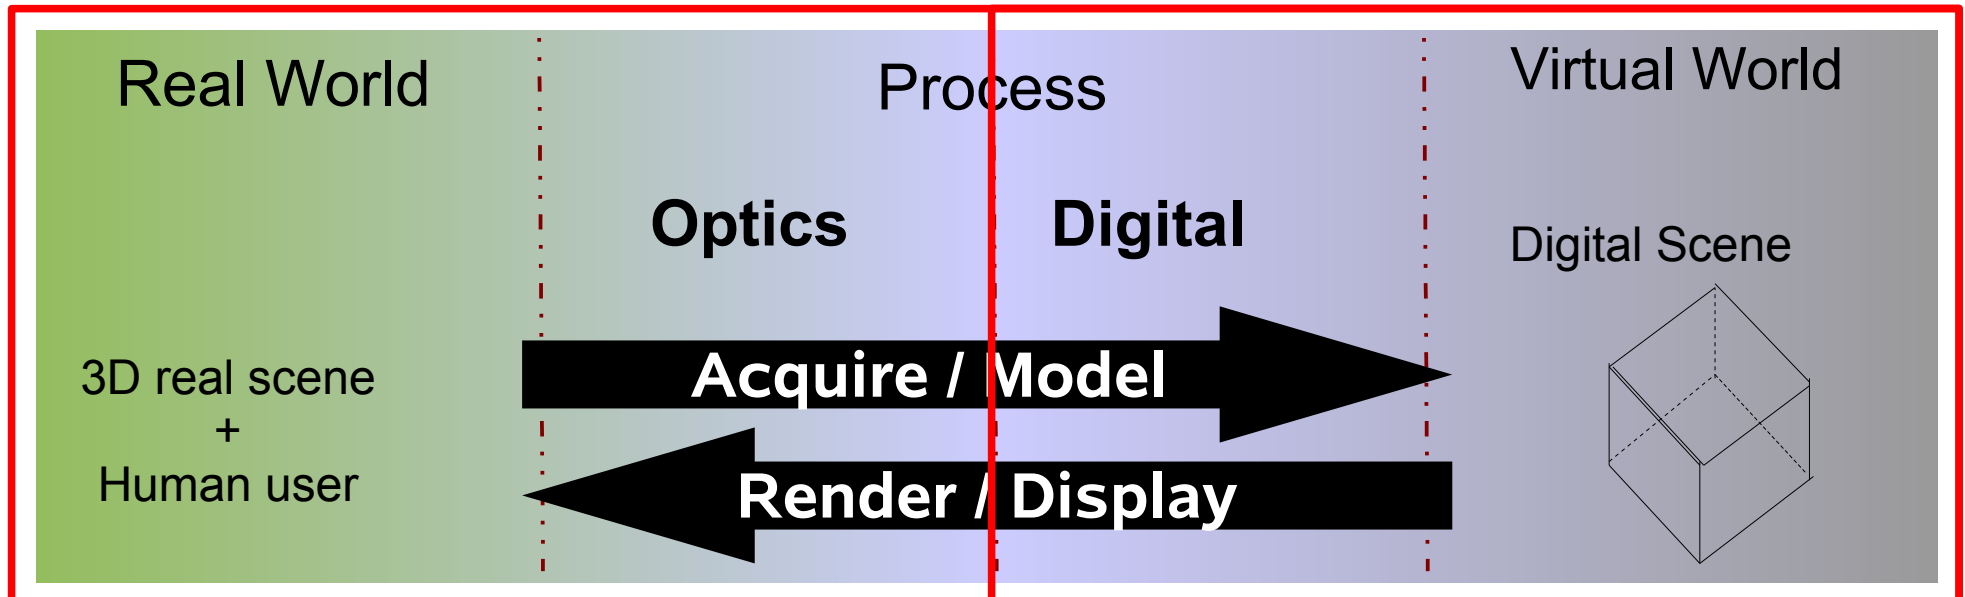 Real World
Process
Virtual World
Optics
Digital
Digital Scene
3D real scene
+
Human user
Acquire / Model
Render / Display